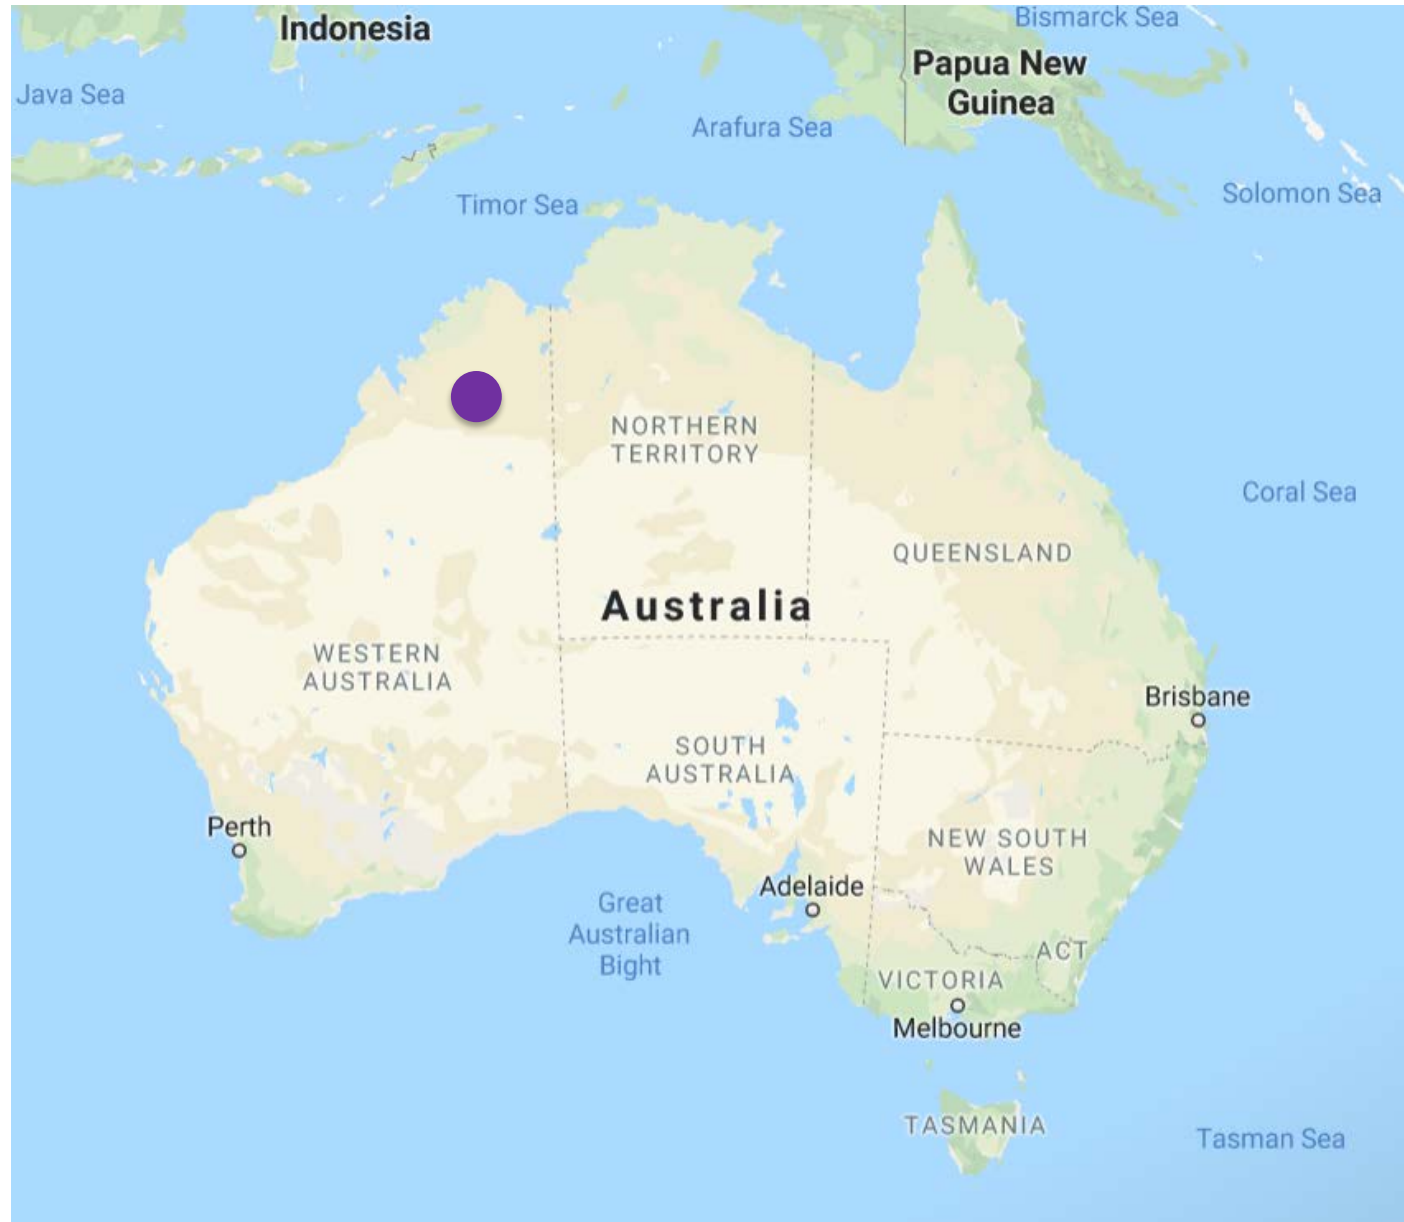 Indonesia
Bismarck Sea
Papua New
Guinea
Java Sea
Arafura Sea
Solomon Sea
Timor Sea
NORTHERN
TERRITORY
Coral Sea
QUEENSLAND
Australia
WESTERN
AUSTRALIA
Brisbane
SOUTH
AUSTRALIA
Perth
NEW SOUTH
WALES
Adelaide
Great
Australian
Bight
ACT
VICTORIA
Melbourne
TASMANIA
Tasman Sea